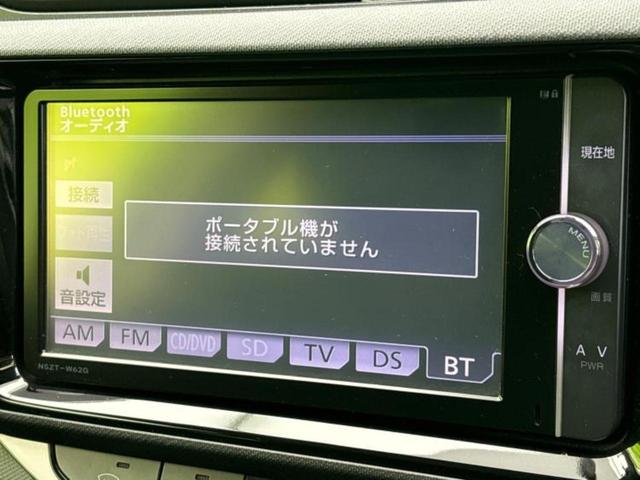 Bluetooth
オーディオ
接続
ポータブル機が
接続されていません
音設定
AM
FM
CD/DVD
SD
TV
DS
BT
NSZT-W62G
現在地
MENU
画質
AV
PWR